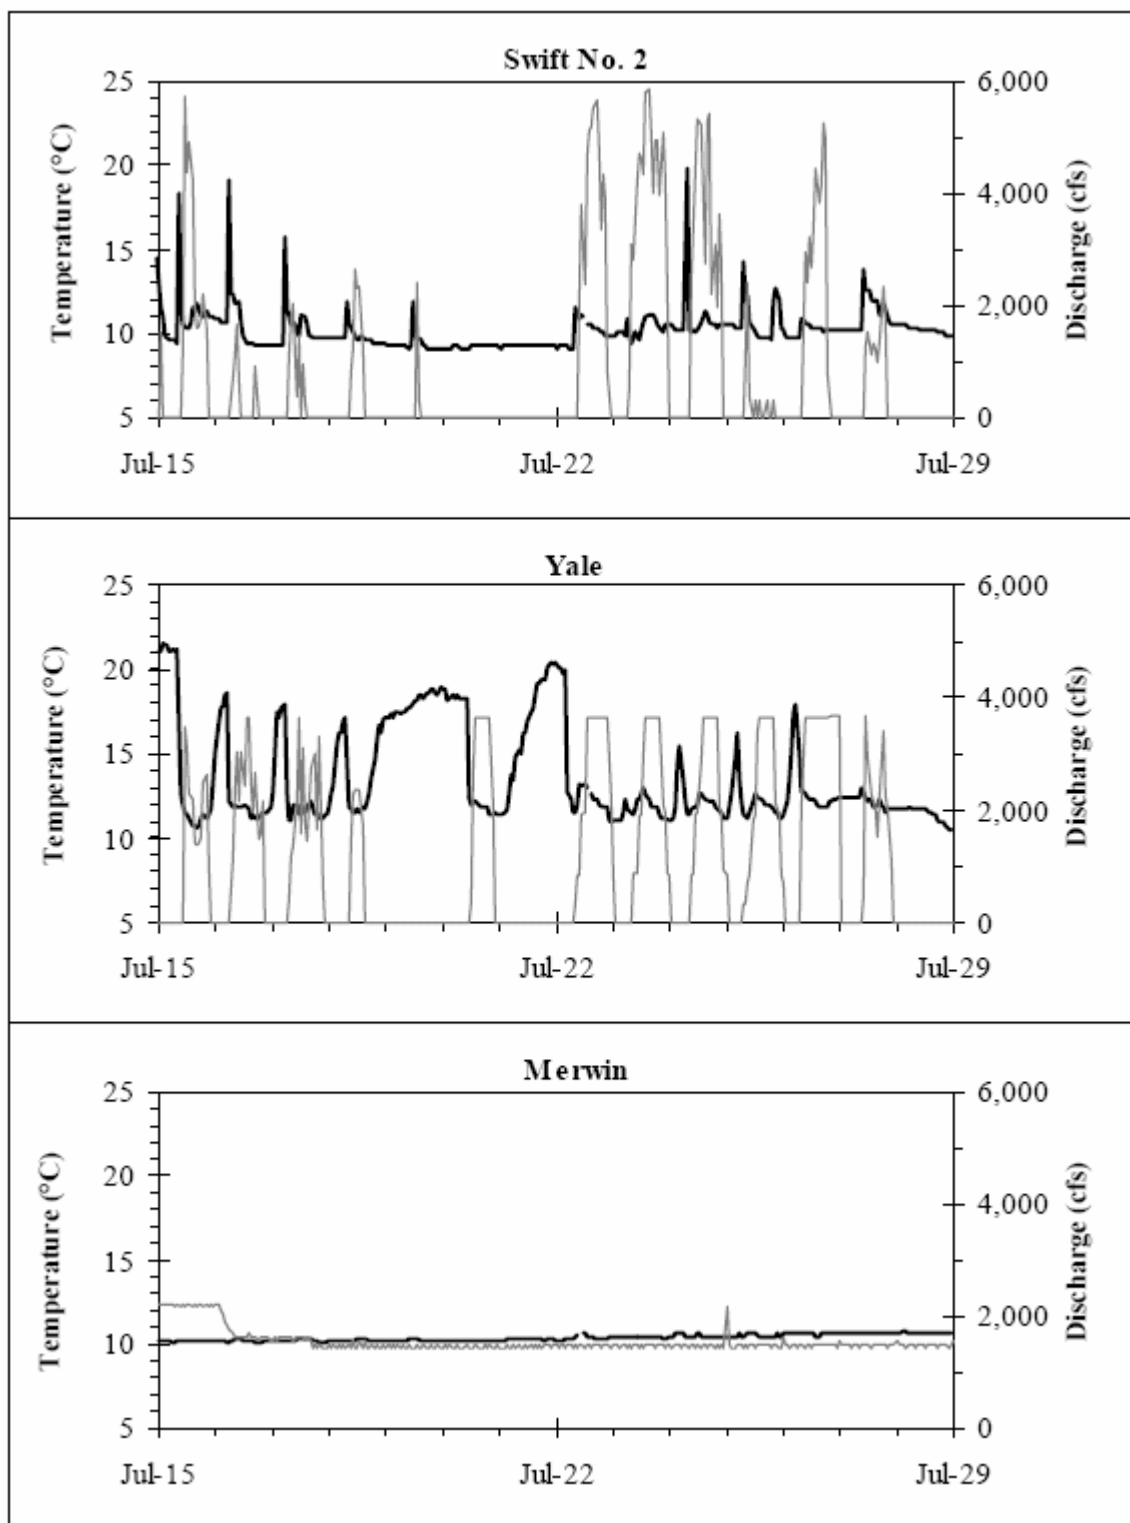 Swift No. 2
Temperature (°C)
25
20
15
10
5
6,000
4,000
2,000
0
Discharge (cfs)
Jul-15
Jul-22
Jul-29
Yale
Temperature (°C)
25
20
15
10
5
6,000
4,000
2,000
0
Discharge (cfs)
Jul-15
Jul-22
Jul-29
Merwin
Temperature (°C)
25
20
15
10
5
6,000
4,000
2,000
0
Discharge (cfs)
Jul-15
Jul-22
Jul-29